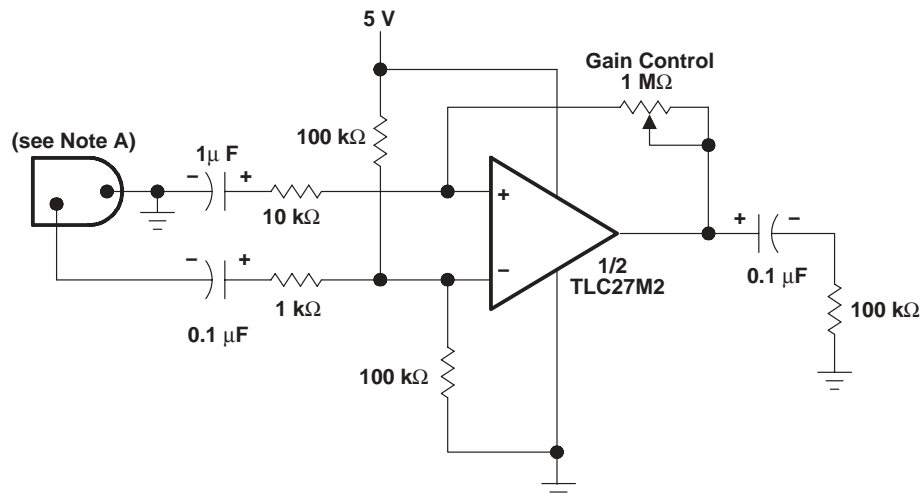 5 V
Gain Control
1 MΩ
(see Note A)
100 kΩ
1µ F
− +
10 kΩ
+
− +
1 kΩ
0.1 µF
−
1/2
TLC27M2
+ −
0.1 µF
100 kΩ
100 kΩ